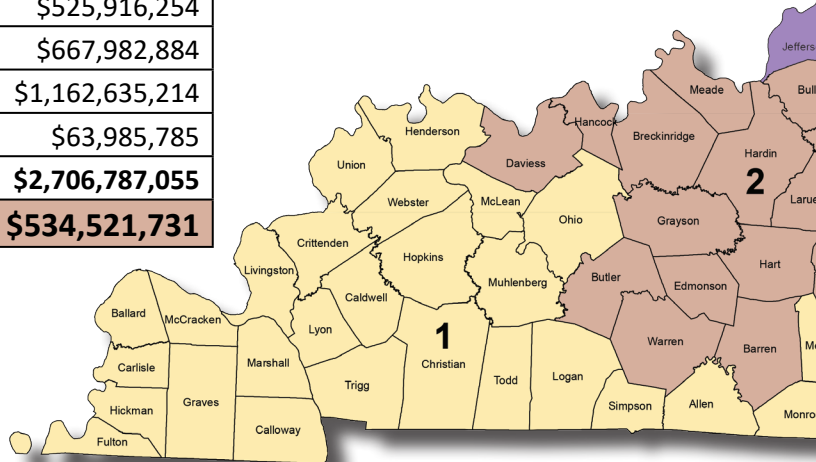 $525,916,254
$667,982,884
$1,162,635,214
$63,985,785
$2,706,787,055
$534,521,731
Meade
Hancock
Henderson
Breckinridge
Daviess
Union
Hardin
2
Webster
McLean
Ohio
Grayson
Crittenden
Hopkins
Livingston
Hart
Butler
Muhlenberg
Edmonson
Caldwell
Ballard
McCracken
Lyon
1
Warren
Barren
Carlisle
Marshall
Christian
Trigg
Todd
Logan
Hickman
Graves
Simpson
Allen
Calloway
Fulton